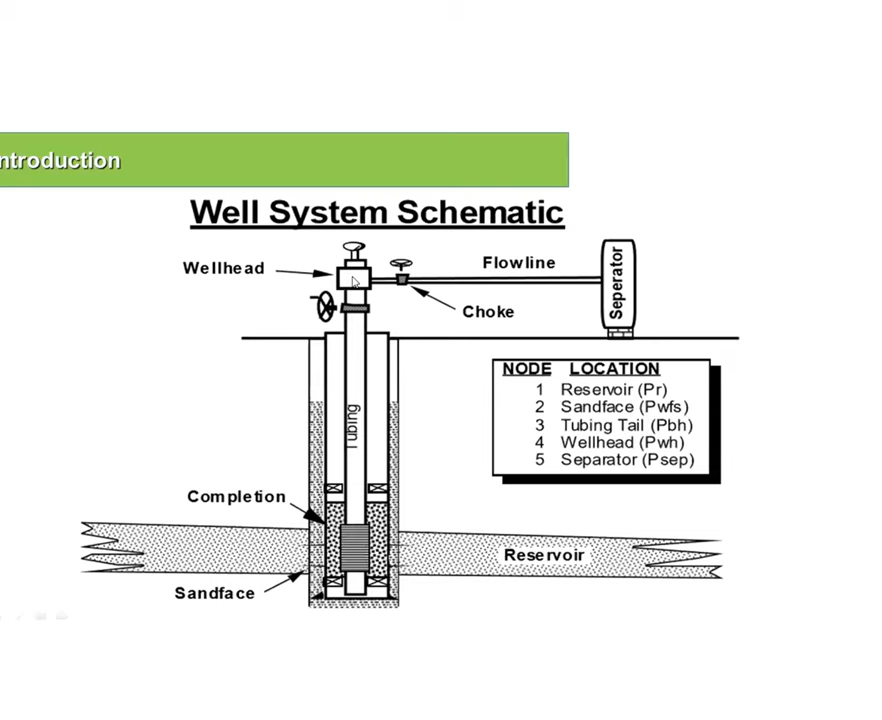 ntroduction
Well System Schematic
Wellhead
Flowline
Choke
Seperator
NODE LOCATION
1 Reservoir (Pr)
2 Sandface (Pwfs)
3 Tubing Tail (Pbh)
4 Wellhead (Pwh)
5 Separator (Psep)
Tubing
Completion
Reservoir
Sandface